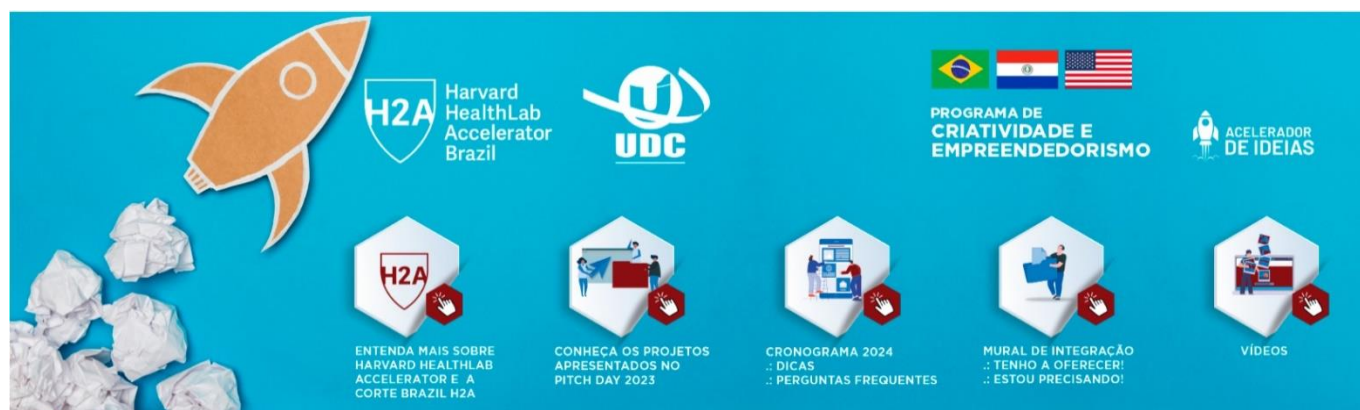 H2A
Harvard
HealthLab
Accelerator
Brazil
U
UDC
PROGRAMA DE
CRIATIVIDADE E
EMPREENDEDORISMO
ACELERADOR
DE IDEIAS
H2A
ENTENDA MAIS SOBRE
HARVARD HEALTHLAB
ACCELERATOR E A
CORTE BRAZIL H2A
CONHEÇA OS PROJETOS
APRESENTADOS NO
PITCH DAY 2023
CRONOGRAMA 2024
.: DICAS
.: PERGUNTAS FREQUENTES
MURAL DE INTEGRAÇÃO
.: TENHO A OFERECER!
.: ESTOU PRECISANDO!
VÍDEOS